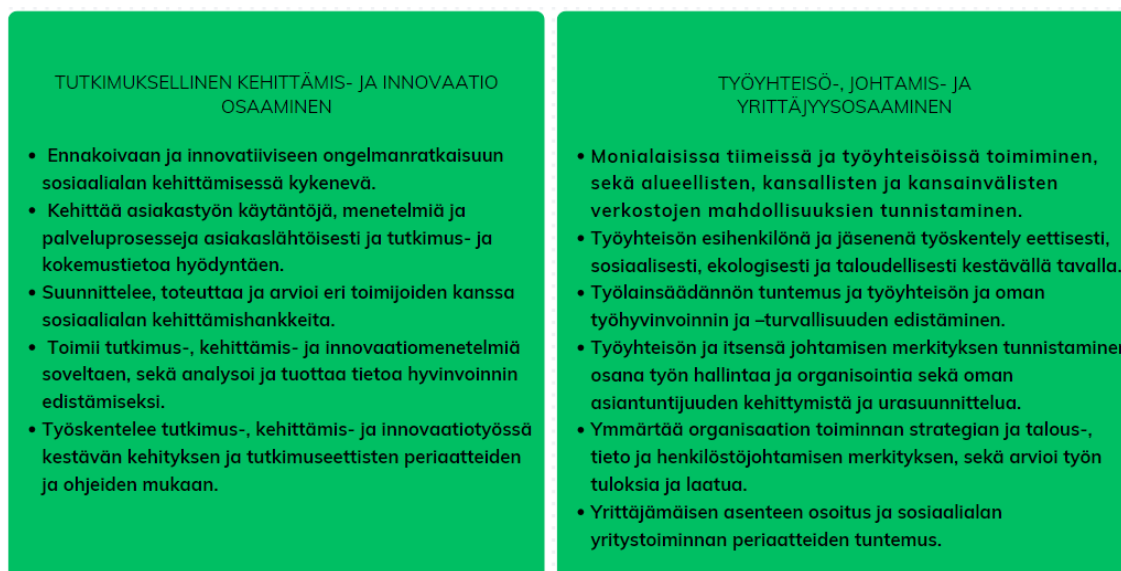 TUTKIMUKSELLINEN KEHITTÄMIS- JA INNOVAATIO
OSAAMINEN
• Ennakoivaan ja innovatiiviseen ongelmanratkaisuun
sosiaalialan kehittämisessä kykenevä.
• Kehittää asiakastyön käytäntöjä, menetelmiä ja
palveluprosesseja asiakaslähtöisesti ja tutkimus- ja
kokemustietoa hyödyntäen.
• Suunnittelee, toteuttaa ja arvioi eri toimijoiden kanssa
sosiaalialan kehittämishankkeita.
• Toimii tutkimus-, kehittämis- ja innovaatiomenetelmiä
soveltaen, sekä analysoi ja tuottaa tietoa hyvinvoinnin
edistämiseksi.
• Työskentelee tutkimus-, kehittämis- ja innovaatiotyössä
kestävän kehityksen ja tutkimuseettisten periaatteiden
ja ohjeiden mukaan.
TYÖYHTEISÖ-, JOHTAMIS- JA
YRITTÄJYYSOSAAMINEN
• Monialaisissa tiimeissä ja työyhteisöissä toimiminen,
sekä alueellisten, kansallisten ja kansainvälisten
verkostojen mahdollisuuksien tunnistaminen.
• Työyhteisön esihenkilönä ja jäsenenä työskentely eettisesti,
sosiaalisesti, ekologisesti ja taloudellisesti kestävällä tavalla.
• Työlainsäädännön tuntemus ja työyhteisön ja oman
työhyvinvoinnin ja –turvallisuuden edistäminen.
• Työyhteisön ja itsensä johtamisen merkityksen tunnistaminen
osana työn hallintaa ja organisointia sekä oman
asiantuntijuuden kehittymistä ja urasuunnittelua.
• Ymmärtää organisaation toiminnan strategian ja talous-,
tieto ja henkilöstöjohtamisen merkityksen, sekä arvioi työn
tuloksia ja laatua.
• Yrittäjämäisen asenteen osoitus ja sosiaalialan
yritystoiminnan periaatteiden tuntemus.